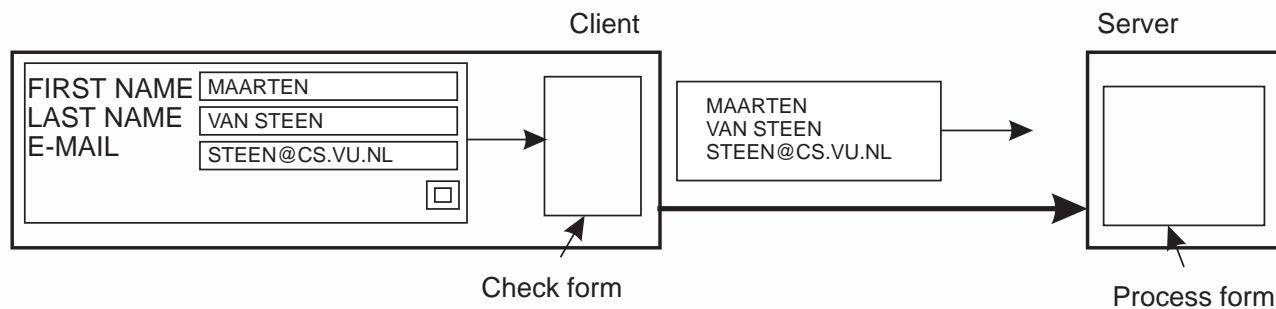 Client
Server
FIRST NAME MAARTEN
LAST NAME VAN STEEN
E-MAIL STEEN@CS.VU.NL
MAARTEN
VAN STEEN
STEEN@CS.VU.NL
Check form
Process form